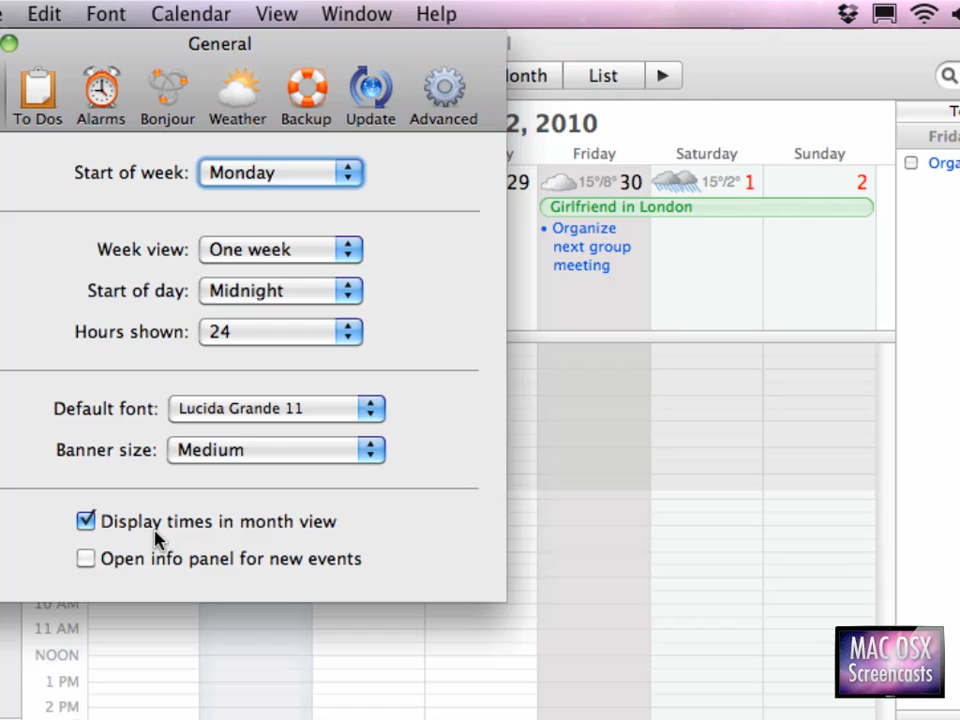 Edit Font Calendar View Window Help
General
To Dos Alarms Bonjour Weather Backup Update Advanced
List
2, 2010
Friday Saturday Sunday
29 15°/8° 30 15°/2° 1 2
Girlfriend in London
• Organize
next group
meeting
Start of week: Monday
Week view: One week
Start of day: Midnight
Hours shown: 24
Default font: Lucida Grande 11
Banner size: Medium
Display times in month view
Open info panel for new events
10 AM
11 AM
NOON
1 PM
2 PM
MAC OSX
Screencasts